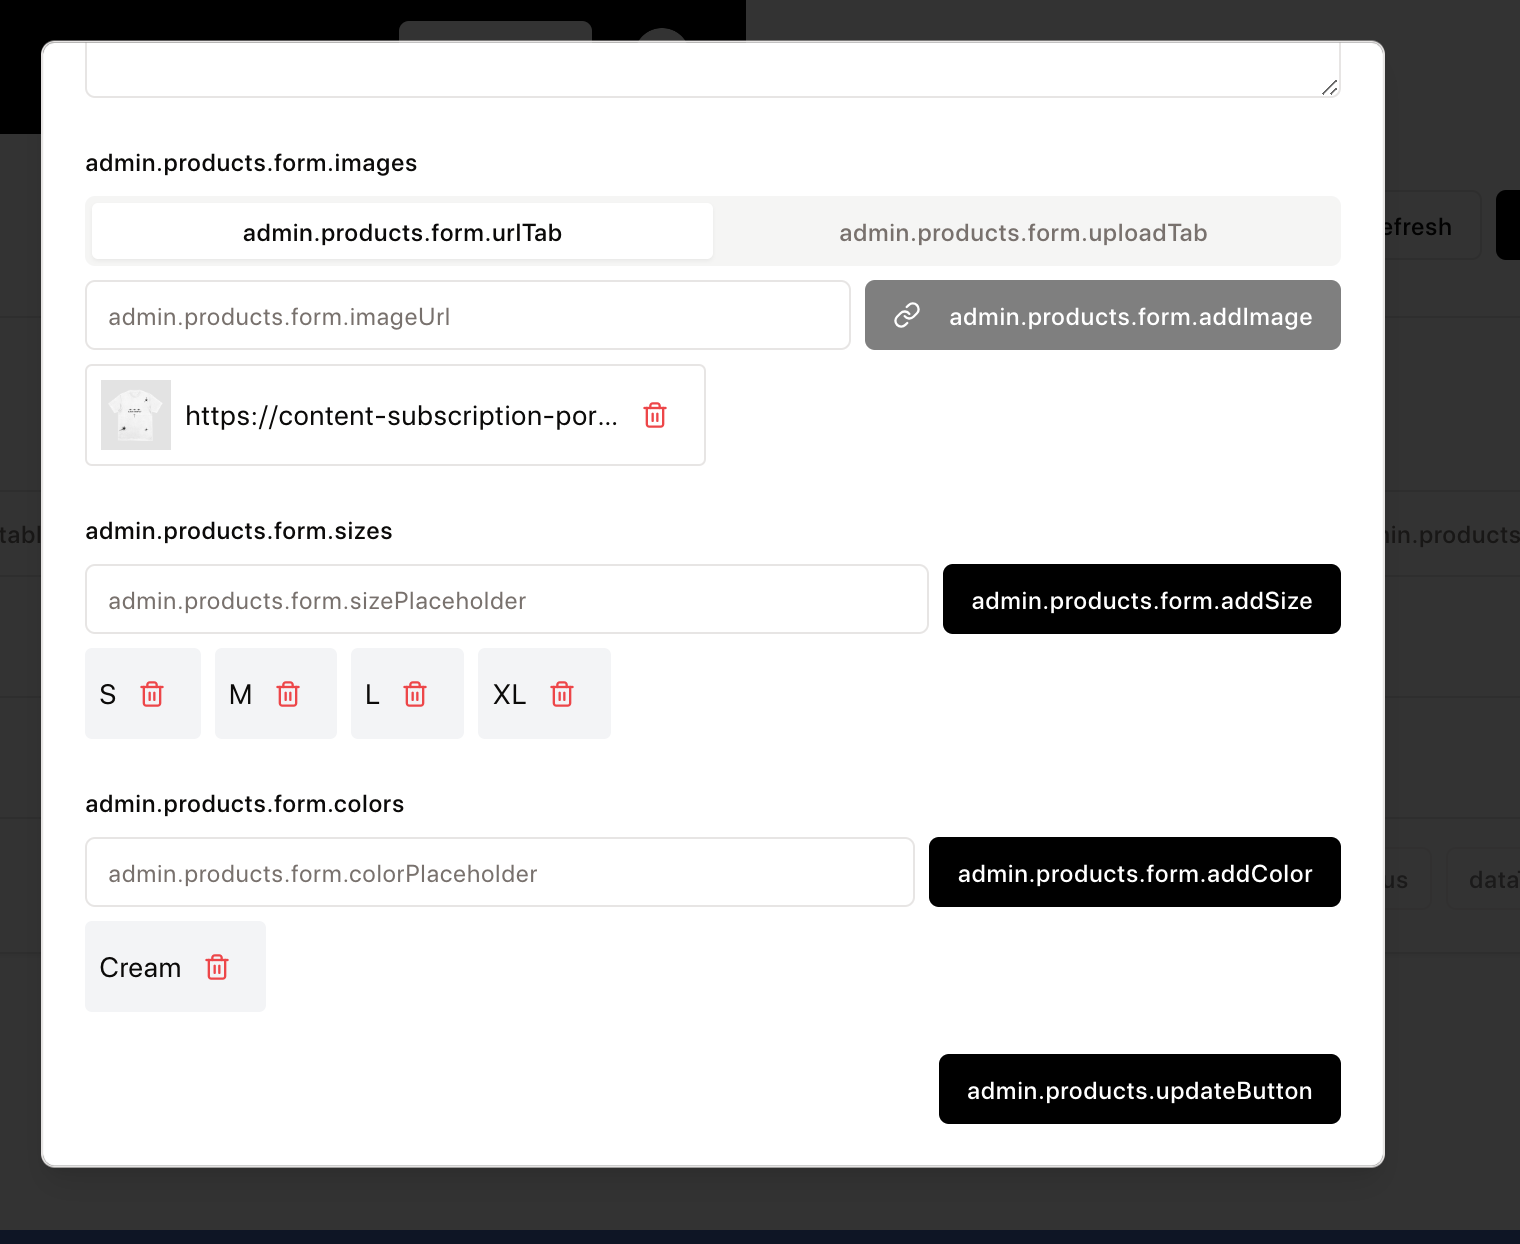 admin.products.form.images
admin.products.form.urlTab
admin.products.form.uploadTab
efresh
admin.products.form.imageUrl
admin.products.form.addImage
https://content-subscription-por...
admin.products.form.sizes
tabl
in.products
admin.products.form.sizePlaceholder
admin.products.form.addSize
S
M
L
XL
admin.products.form.colors
admin.products.form.colorPlaceholder
admin.products.form.addColor
us
data
Cream
admin.products.updateButton